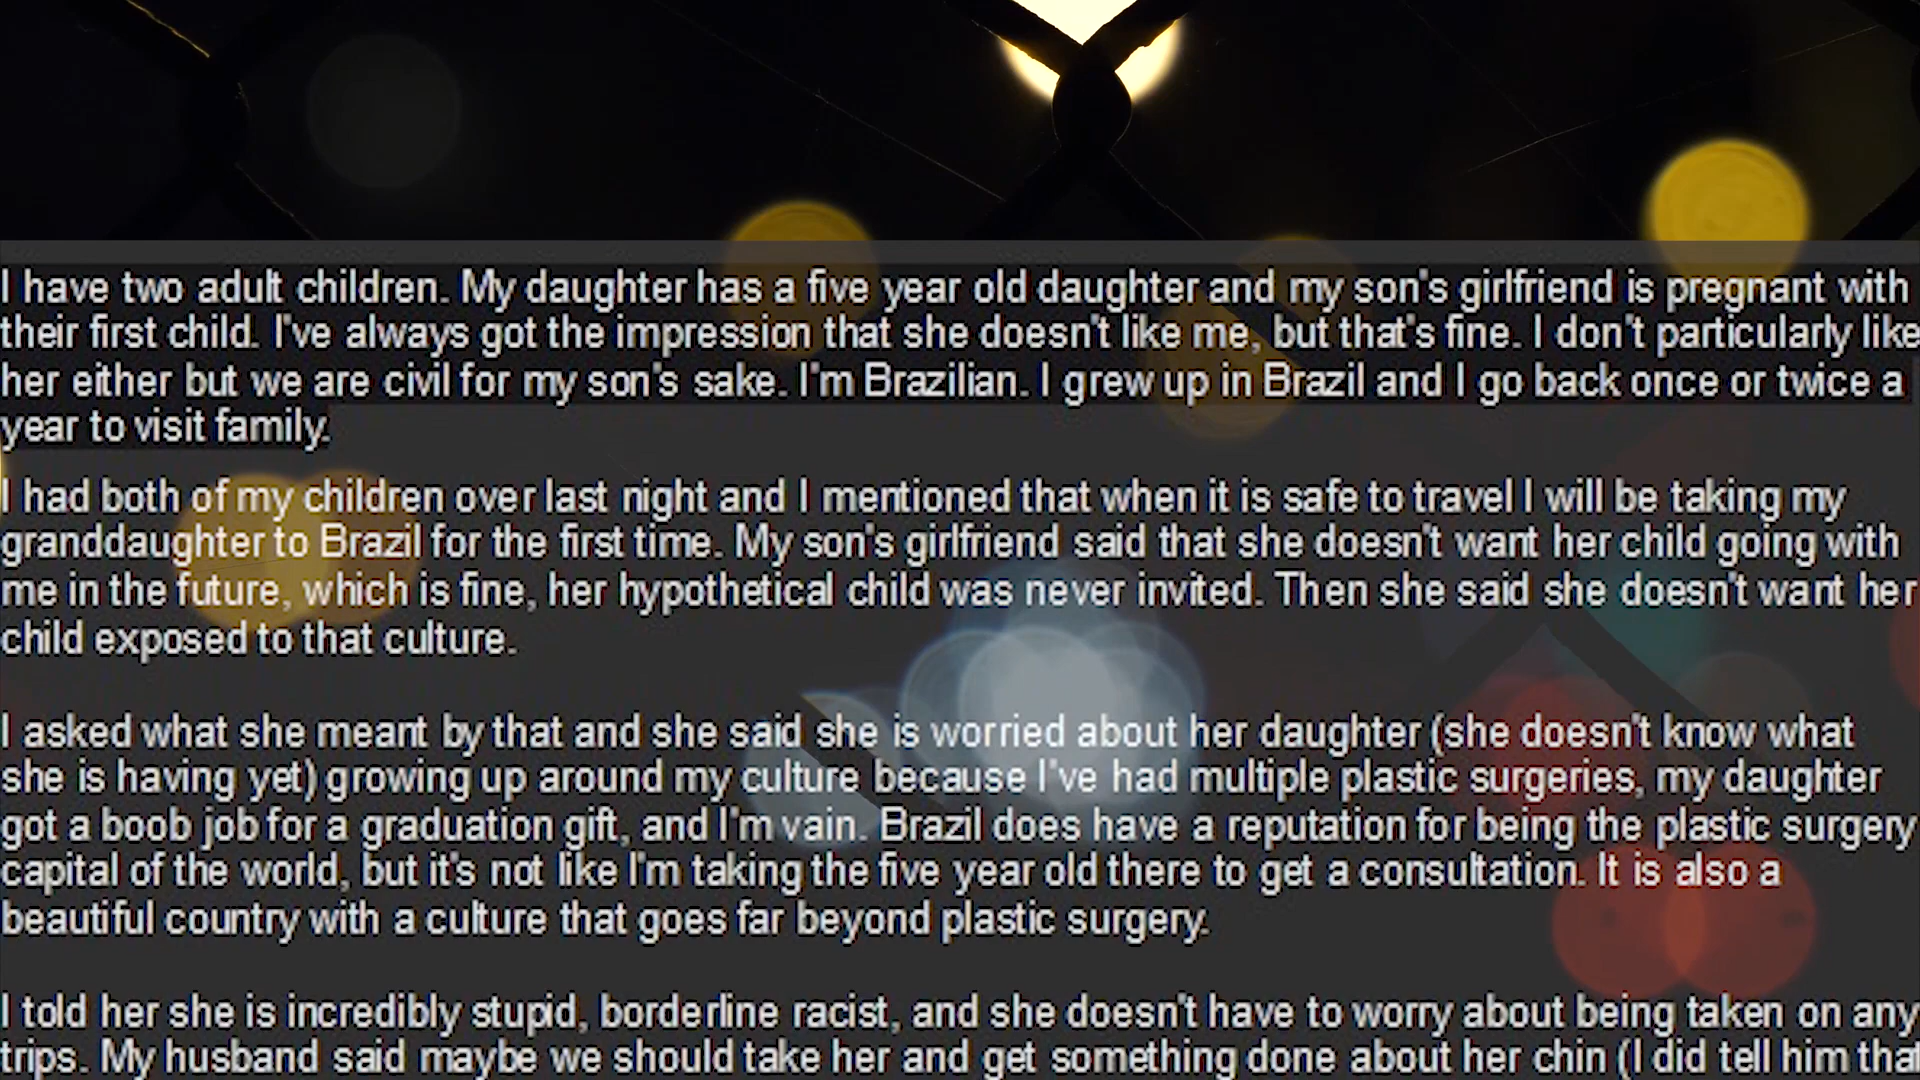 I have two adult children. My daughter has a five year old daughter and my son's girlfriend is pregnant with
their first child. I've always got the impression that she doesn't like me, but that's fine. I don't particularly like
her either but we are civil for my son's sake. I'm Brazilian. I grew up in Brazil and I go back once or twice a
year to visit family.
I had both of my children over last night and I mentioned that when it is safe to travel I will be taking my
granddaughter to Brazil for the first time. My son's girlfriend said that she doesn't want her child going with
me in the future, which is fine, her hypothetical child was never invited. Then she said she doesn't want her
child exposed to that culture.
I asked what she meant by that and she said she is worried about her daughter (she doesn't know what
she is having yet) growing up around my culture because I've had multiple plastic surgeries, my daughter
got a boob job for a graduation gift, and I'm vain. Brazil does have a reputation for being the plastic surgery
capital of the world, but it's not like I'm taking the five year old there to get a consultation. It is also a
beautiful country with a culture that goes far beyond plastic surgery.
I told her she is incredibly stupid, borderline racist, and she doesn't have to worry about being taken on any
trips. My husband said maybe we should take her and get something done about her chin (I did tell him that